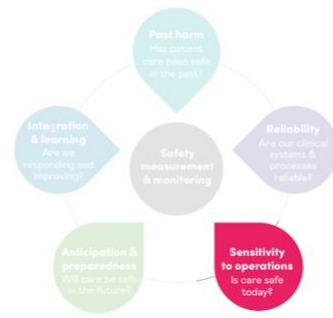 Past harm
Has patient
care been safe
in the past?
Integration
& learning
Are we
responding and
improving?
Safety
measurement
& monitoring
Reliability
Are our clinical
systems &
processes
reliable?
Anticipation &
preparedness
Will care be safe
in the future?
Sensitivity
to operations
Is care safe
today?